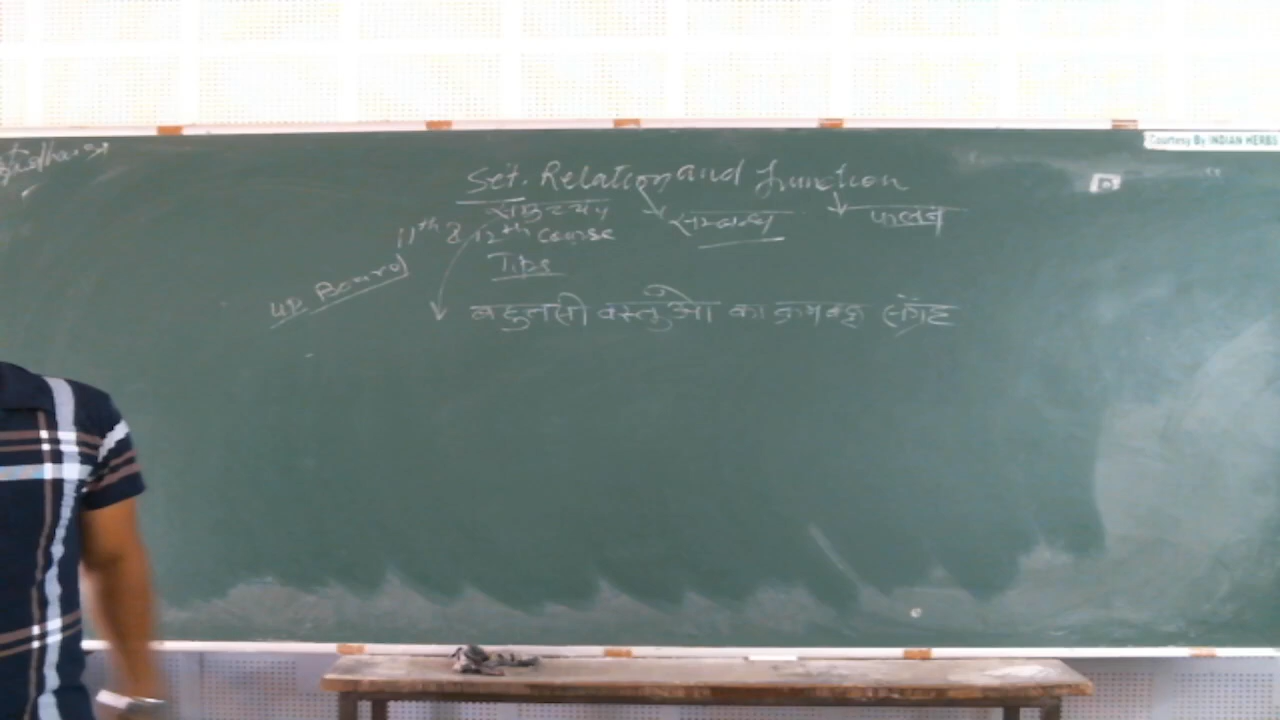 Courtesy By INDIAN HERBS
Set. Relation and function
समुच्चय सम्बन्ध फलन
11th & 12th course
UP Board
Tips
बहुतसी वस्तुओ का क्रमबद्ध संग्रह